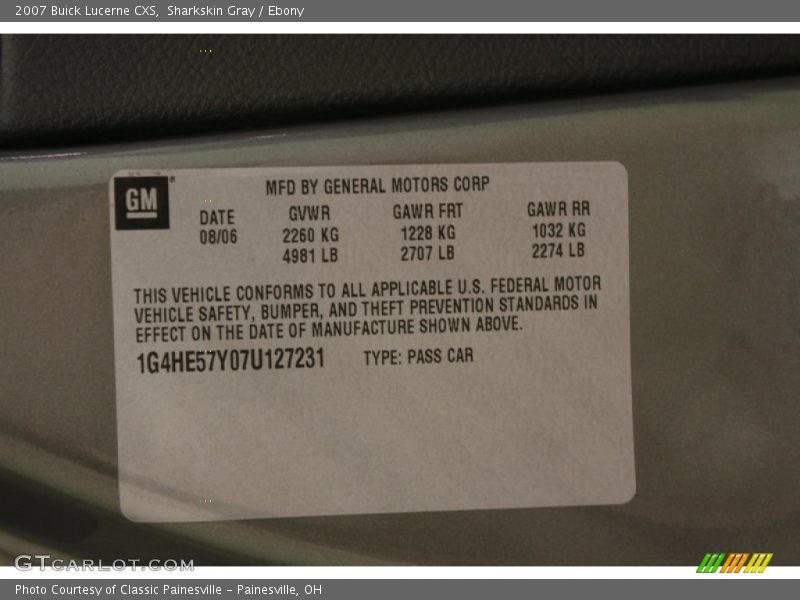 2007 Buick Lucerne CXS, Sharkskin Gray / Ebony
GM®
MFD BY GENERAL MOTORS CORP
DATE GVWR GAWR FRT GAWR RR
08/06 2260 KG 1228 KG 1032 KG
4981 LB 2707 LB 2274 LB
THIS VEHICLE CONFORMS TO ALL APPLICABLE U.S. FEDERAL MOTOR
VEHICLE SAFETY, BUMPER, AND THEFT PREVENTION STANDARDS IN
EFFECT ON THE DATE OF MANUFACTURE SHOWN ABOVE.
1G4HE57Y07U127231 TYPE: PASS CAR
GTCARLOT.COM
Photo Courtesy of Classic Painesville - Painesville, OH